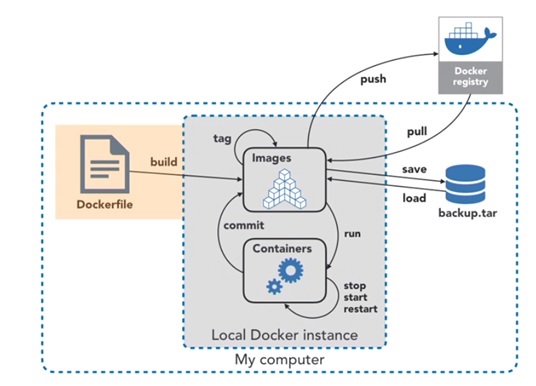 Docker
registry
push
pull
tag
Images
build
Dockerfile
save
load
backup.tar
commit
run
Containers
stop
start
restart
Local Docker instance
My computer